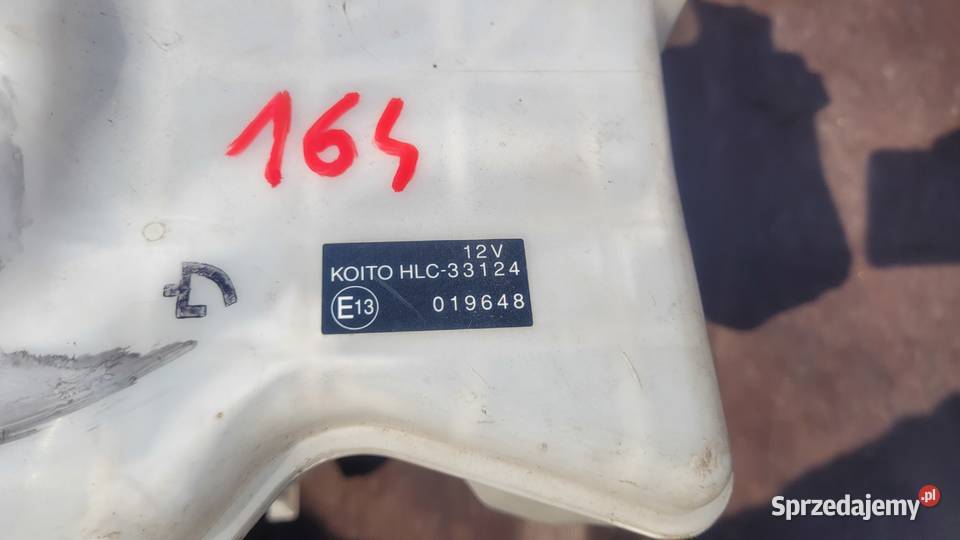 164
12V
KOITO HLC-33124
E13 019648
Sprzedajemy.pl